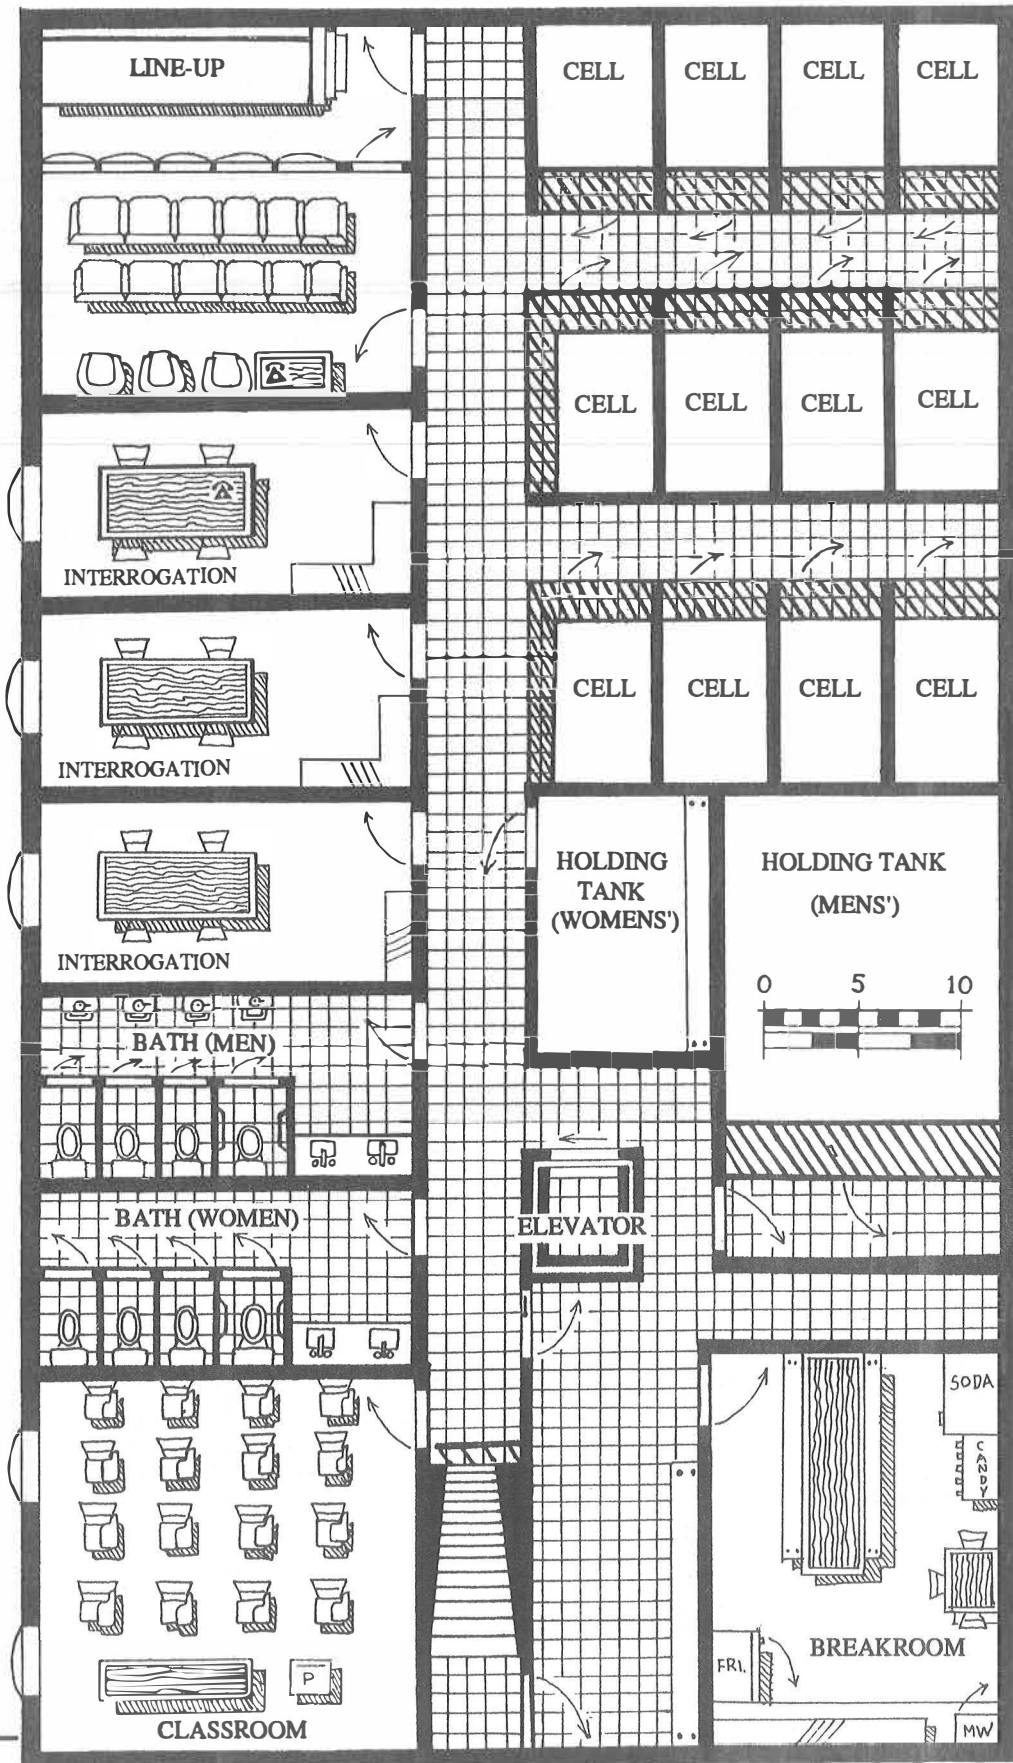 LINE-UP
CELL
CELL
CELL
CELL
CELL
CELL
CELL
CELL
INTERROGATION
CELL
CELL
CELL
CELL
INTERROGATION
HOLDING
TANK
(WOMENS')
HOLDING TANK
(MENS')
INTERROGATION
0 5 10
BATH (MEN)
BATH (WOMEN)
ELEVATOR
SODA
CANDY
BREAKROOM
FRI.
P
CLASSROOM
MW